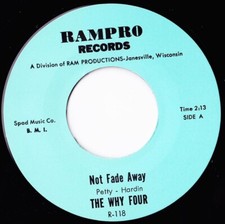 RAMPRO
RECORDS
A Division of RAM PRODUCTIONS-Janesville, Wisconsin
Spad Music Co.
B. M. I.
Time 2:13
SIDE A
Not Fade Away
Petty - Hardin
THE WHY FOUR
R-118